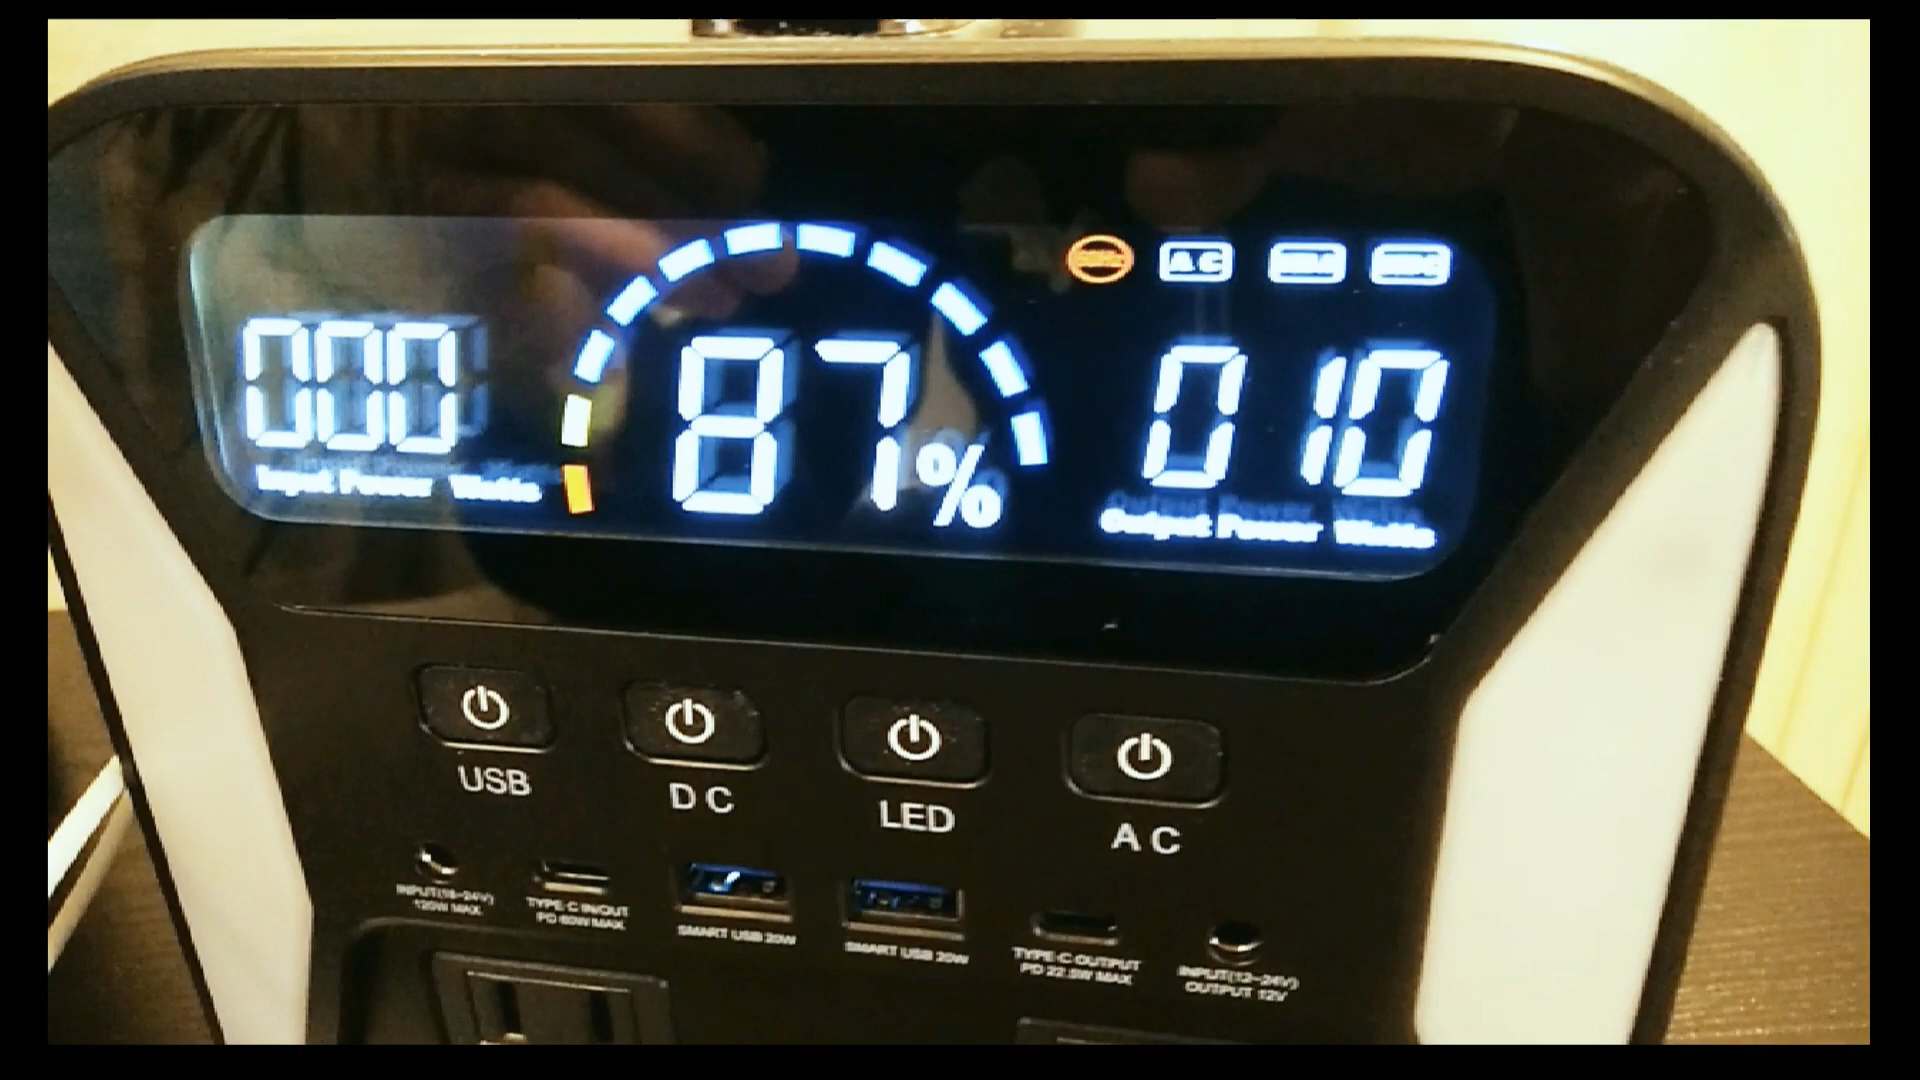 AC
000
87%
010
Input Power Watts
Output Power Watts
USB
DC
LED
AC
INPUT(18-24V)
120W MAX
TYPE-C IN/OUT
PD 60W MAX
SMART USB 20W
SMART USB 20W
TYPE-C OUTPUT
PD 22.5W MAX
INPUT(12-24V)
OUTPUT 12V